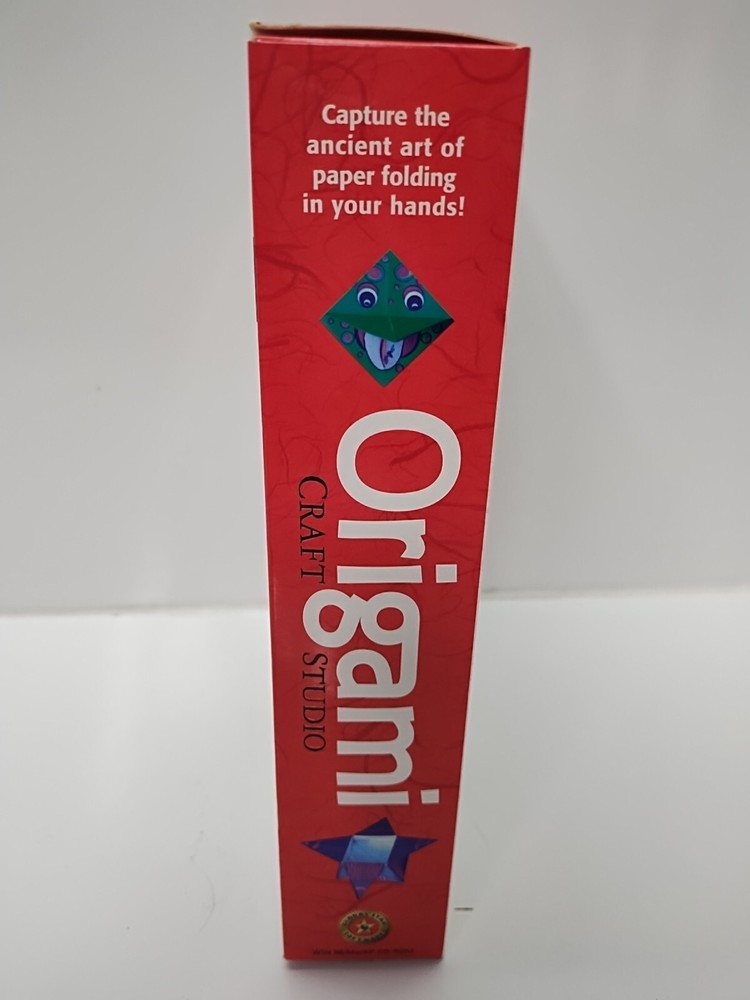 Capture the
ancient art of
paper folding
in your hands!
Origami
CRAFT STUDIO